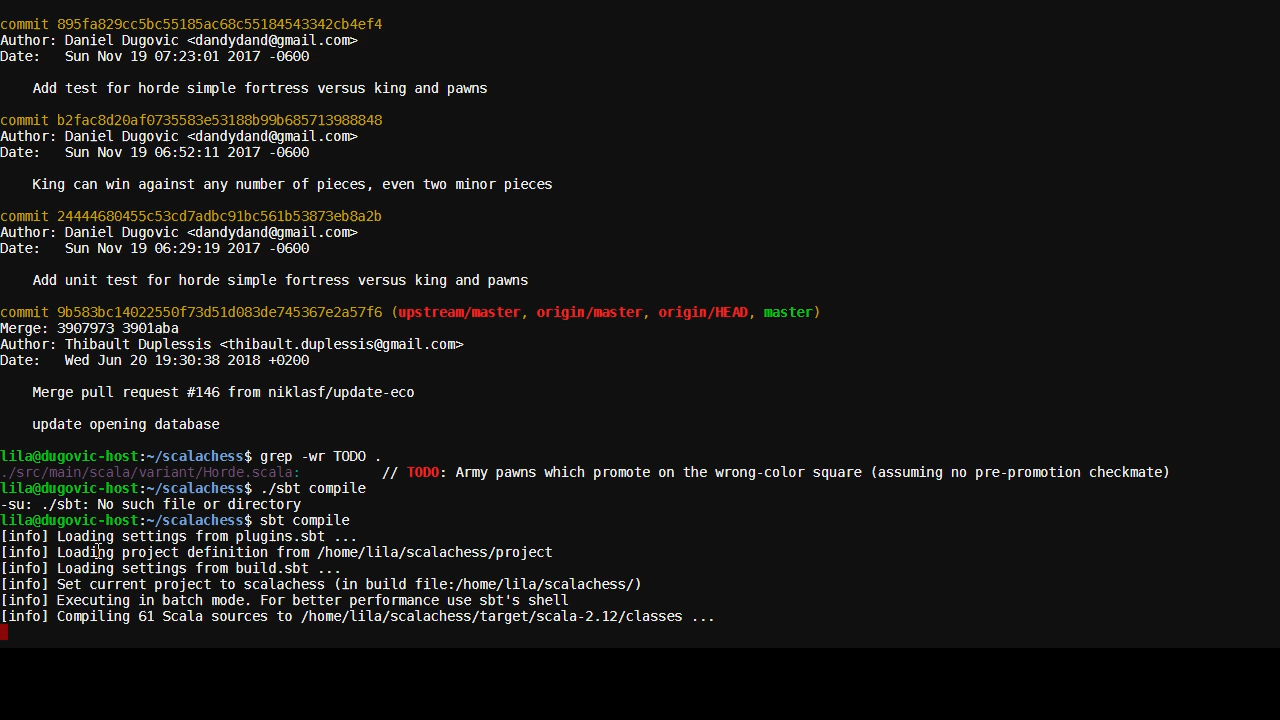 commit 895fa829cc5bc55185ac68c55184543342cb4ef4
Author: Daniel Dugovic <dandydand@gmail.com>
Date:   Sun Nov 19 07:23:01 2017 -0600
    Add test for horde simple fortress versus king and pawns
commit b2fac8d20af0735583e53188b99b685713988848
Author: Daniel Dugovic <dandydand@gmail.com>
Date:   Sun Nov 19 06:52:11 2017 -0600
    King can win against any number of pieces, even two minor pieces
commit 24444680455c53cd7adbc91bc561b53873eb8a2b
Author: Daniel Dugovic <dandydand@gmail.com>
Date:   Sun Nov 19 06:29:19 2017 -0600
    Add unit test for horde simple fortress versus king and pawns
commit 9b583bc14022550f73d51d083de745367e2a57f6 (upstream/master, origin/master, origin/HEAD, master)
Merge: 3907973 3901aba
Author: Thibault Duplessis <thibault.duplessis@gmail.com>
Date:   Wed Jun 20 19:30:38 2018 +0200
    Merge pull request #146 from niklasf/update-eco
    update opening database
lila@dugovic-host:~/scalachess$ grep -wr TODO .
./src/main/scala/variant/Horde.scala:          // TODO: Army pawns which promote on the wrong-color square (assuming no pre-promotion checkmate)
lila@dugovic-host:~/scalachess$ ./sbt compile
-su: ./sbt: No such file or directory
lila@dugovic-host:~/scalachess$ sbt compile
[info] Loading settings from plugins.sbt ...
[info] Loading project definition from /home/lila/scalachess/project
[info] Loading settings from build.sbt ...
[info] Set current project to scalachess (in build file:/home/lila/scalachess/)
[info] Executing in batch mode. For better performance use sbt's shell
[info] Compiling 61 Scala sources to /home/lila/scalachess/target/scala-2.12/classes ...